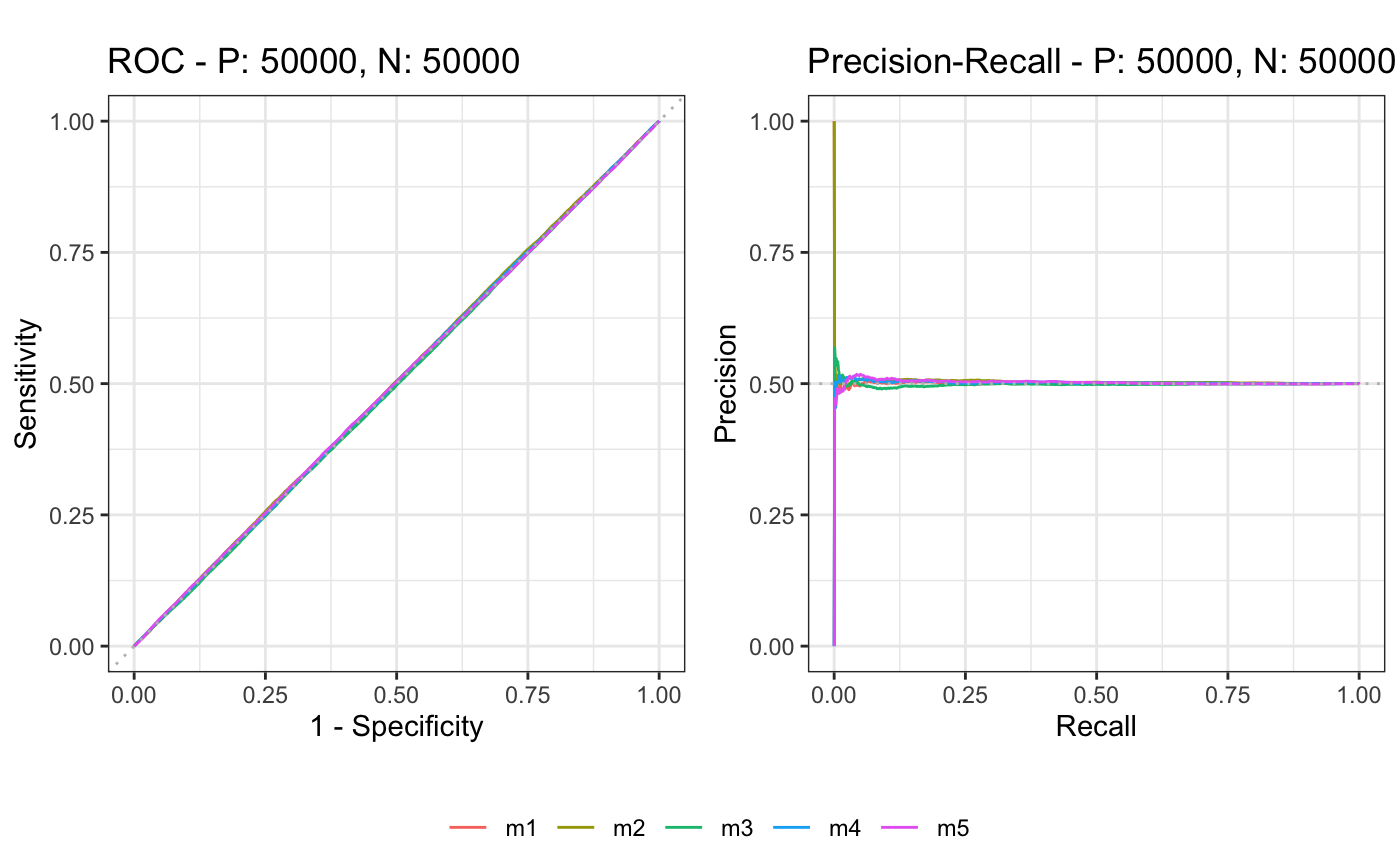 ROC - P: 50000, N: 50000
1.00
0.75
0.50
0.25
0.00
Sensitivity
0.00 0.25 0.50 0.75 1.00
1 - Specificity
Precision-Recall - P: 50000, N: 50000
1.00
0.75
0.50
0.25
0.00
Precision
0.00 0.25 0.50 0.75 1.00
Recall
m1 m2 m3 m4 m5